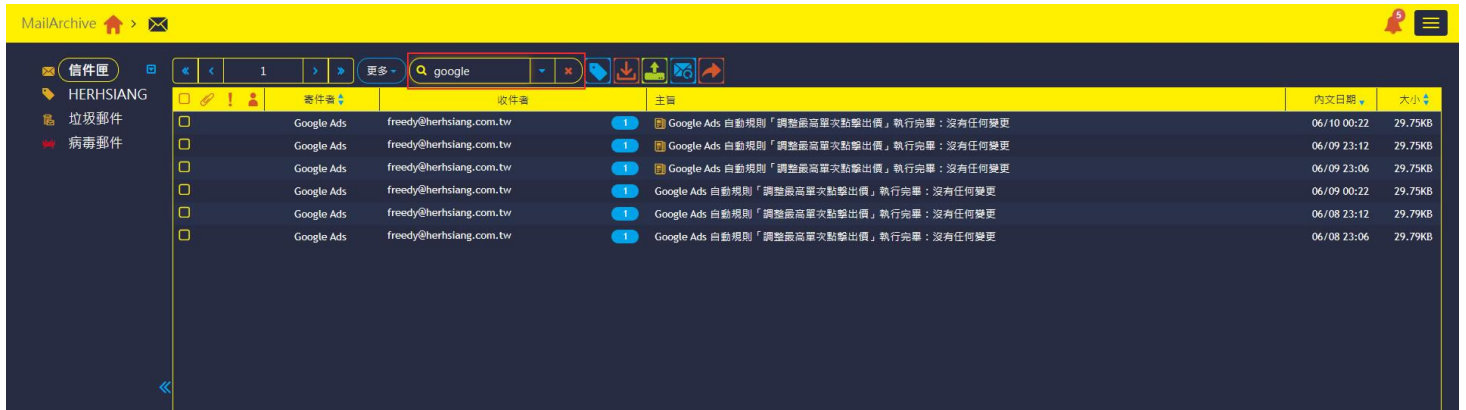 MailArchive >
5
信件匣
HERHSIANG
垃圾郵件
病毒郵件
« ‹ 1 › » 更多 google
寄件者 收件者 主旨 內文日期 大小
Google Ads freedy@herhsiang.com.tw 1 Google Ads 自動規則「調整最高單次點擊出價」執行完畢：沒有任何變更 06/10 00:22 29.75KB
Google Ads freedy@herhsiang.com.tw 1 Google Ads 自動規則「調整最高單次點擊出價」執行完畢：沒有任何變更 06/09 23:12 29.75KB
Google Ads freedy@herhsiang.com.tw 1 Google Ads 自動規則「調整最高單次點擊出價」執行完畢：沒有任何變更 06/09 23:06 29.75KB
Google Ads freedy@herhsiang.com.tw 1 Google Ads 自動規則「調整最高單次點擊出價」執行完畢：沒有任何變更 06/09 00:22 29.75KB
Google Ads freedy@herhsiang.com.tw 1 Google Ads 自動規則「調整最高單次點擊出價」執行完畢：沒有任何變更 06/08 23:12 29.79KB
Google Ads freedy@herhsiang.com.tw 1 Google Ads 自動規則「調整最高單次點擊出價」執行完畢：沒有任何變更 06/08 23:06 29.79KB
«